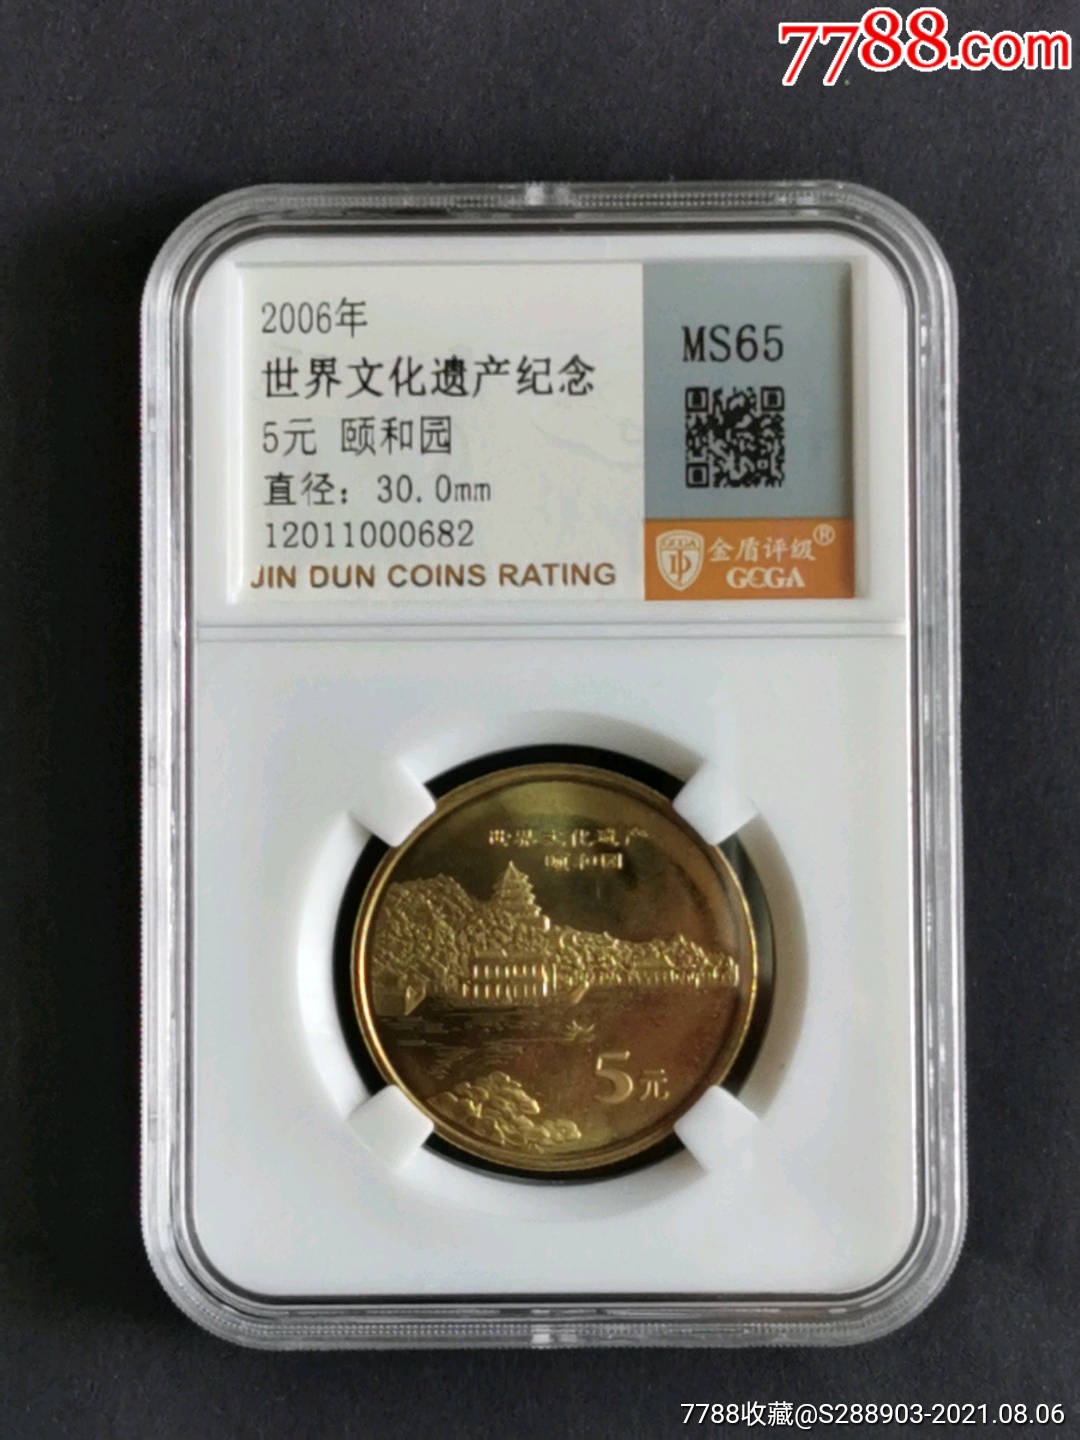 7788.com
2006年
世界文化遗产纪念
5元 颐和园
直径：30.0mm
12011000682
JIN DUN COINS RATING
MS65
金盾评级®
GCGA
世界文化遗产
颐和园
5元
7788收藏@S288903-2021.08.06